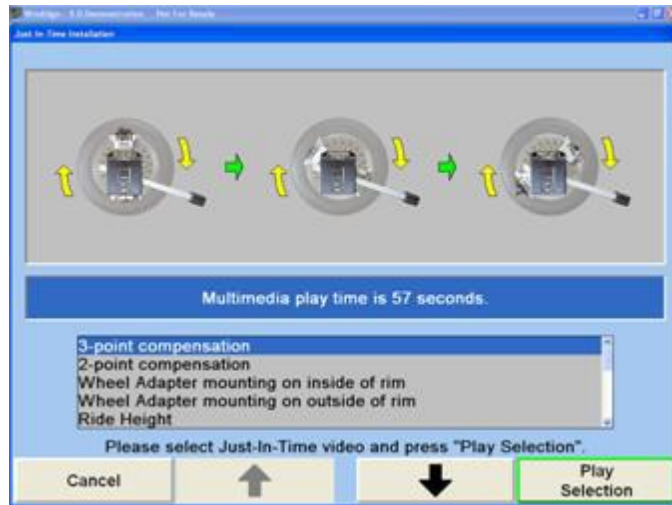 Just In Time Installation
Multimedia play time is 57 seconds.
3-point compensation
2-point compensation
Wheel Adapter mounting on inside of rim
Wheel Adapter mounting on outside of rim
Ride Height
Please select Just-In-Time video and press "Play Selection".
Cancel
Play
Selection